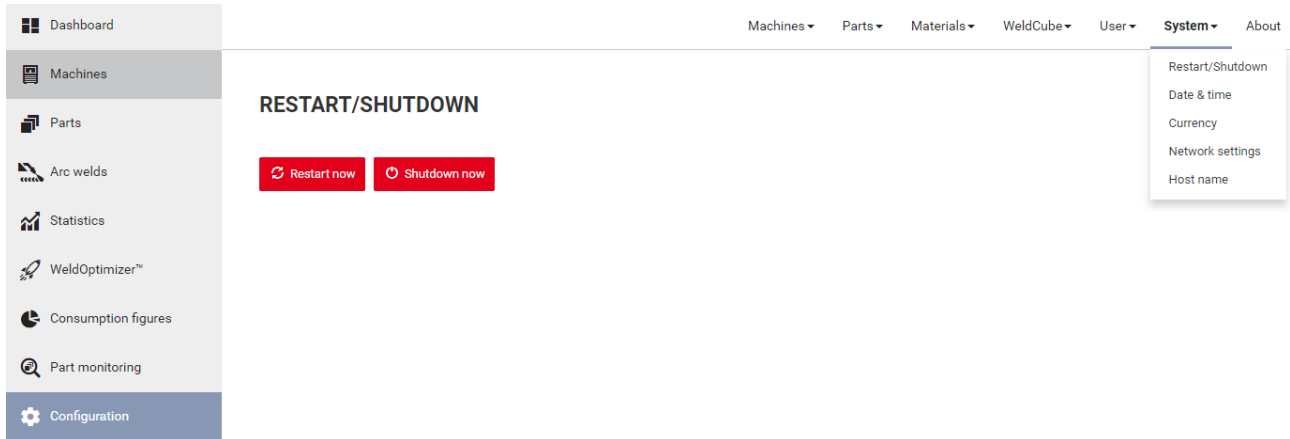 Dashboard
Machines
Parts
Arc welds
Statistics
WeldOptimizer™
Consumption figures
Part monitoring
Configuration
Machines Parts Materials WeldCube User System About
Restart/Shutdown
Date & time
Currency
Network settings
Host name
RESTART/SHUTDOWN
Restart now Shutdown now